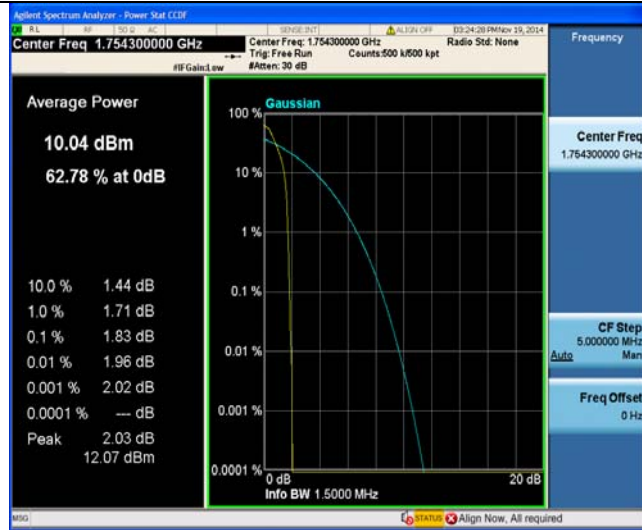 Agilent Spectrum Analyzer - Power Stat CCDF
RL RF 50 Ω AC SENSE:INT ALIGN OFF 03:24:28 PM Nov 19, 2014
Center Freq 1.754300000 GHz
Center Freq: 1.754300000 GHz Radio Std: None
Trig: Free Run Counts:500 k/500 kpt
#IFGain:Low #Atten: 30 dB
Frequency
Average Power
10.04 dBm
62.78 % at 0dB
10.0 % 1.44 dB
1.0 % 1.71 dB
0.1 % 1.83 dB
0.01 % 1.96 dB
0.001 % 2.02 dB
0.0001 % --- dB
Peak 2.03 dB
12.07 dBm
Gaussian
100 %
10 %
1 %
0.1 %
0.01 %
0.001 %
0.0001 %
0 dB 20 dB
Info BW 1.5000 MHz
Center Freq
1.754300000 GHz
CF Step
5.000000 MHz
Auto Man
Freq Offset
0 Hz
MSG STATUS Align Now, All required